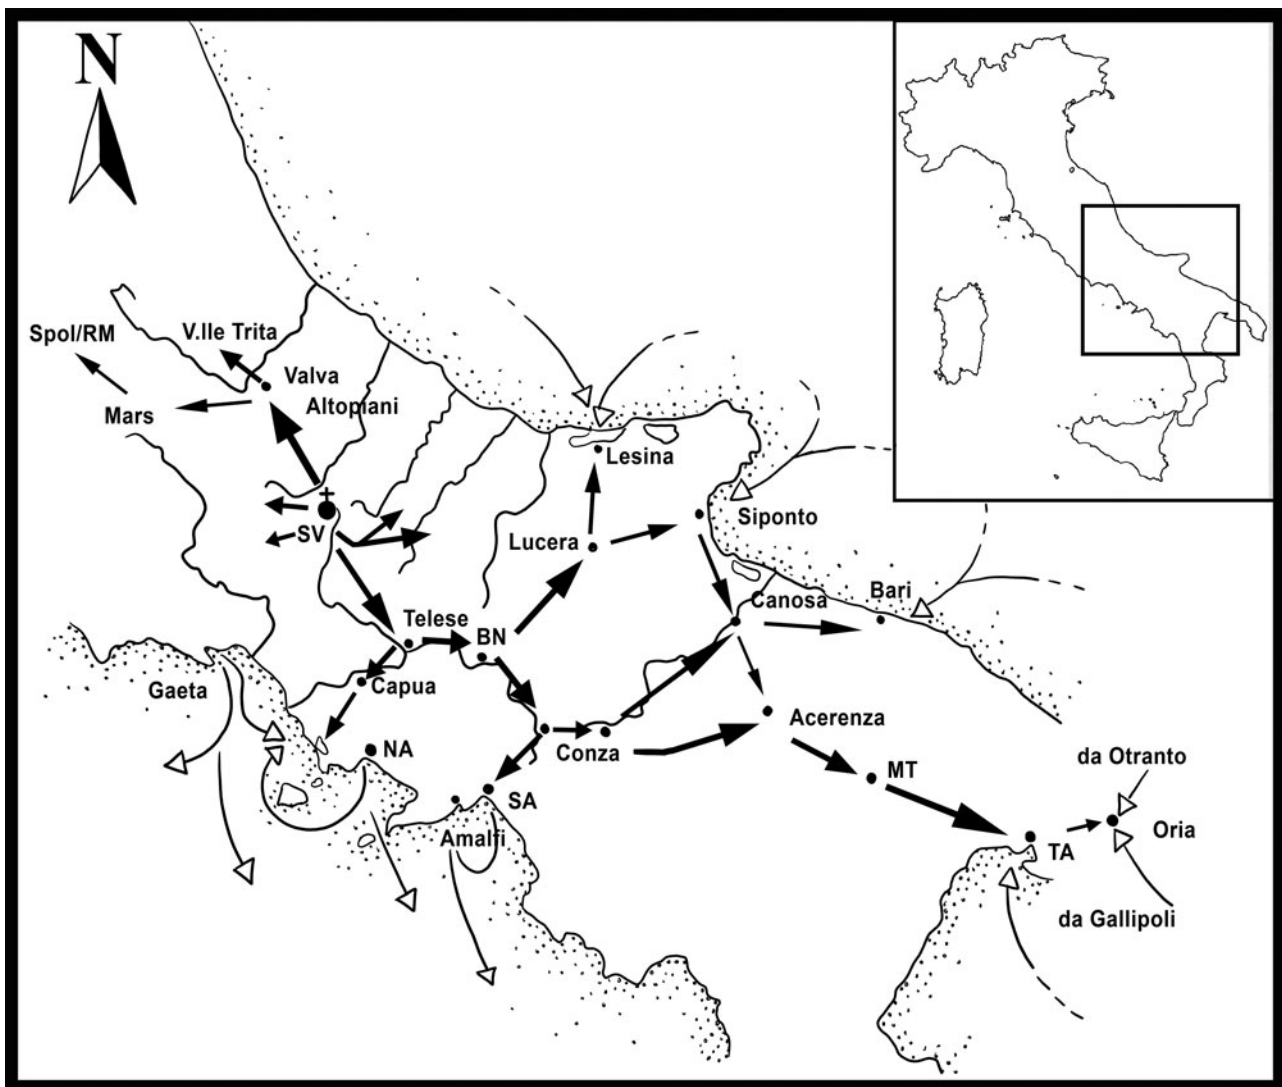 N
Spol/RM
V.lle Trita
Valva
Altopiani
Mars
Lesina
SV
Lucera
Siponto
Canosa
Bari
Telese
BN
Gaeta
Capua
NA
Conza
Acerenza
SA
Amalfi
MT
da Otranto
TA
Oria
da Gallipoli